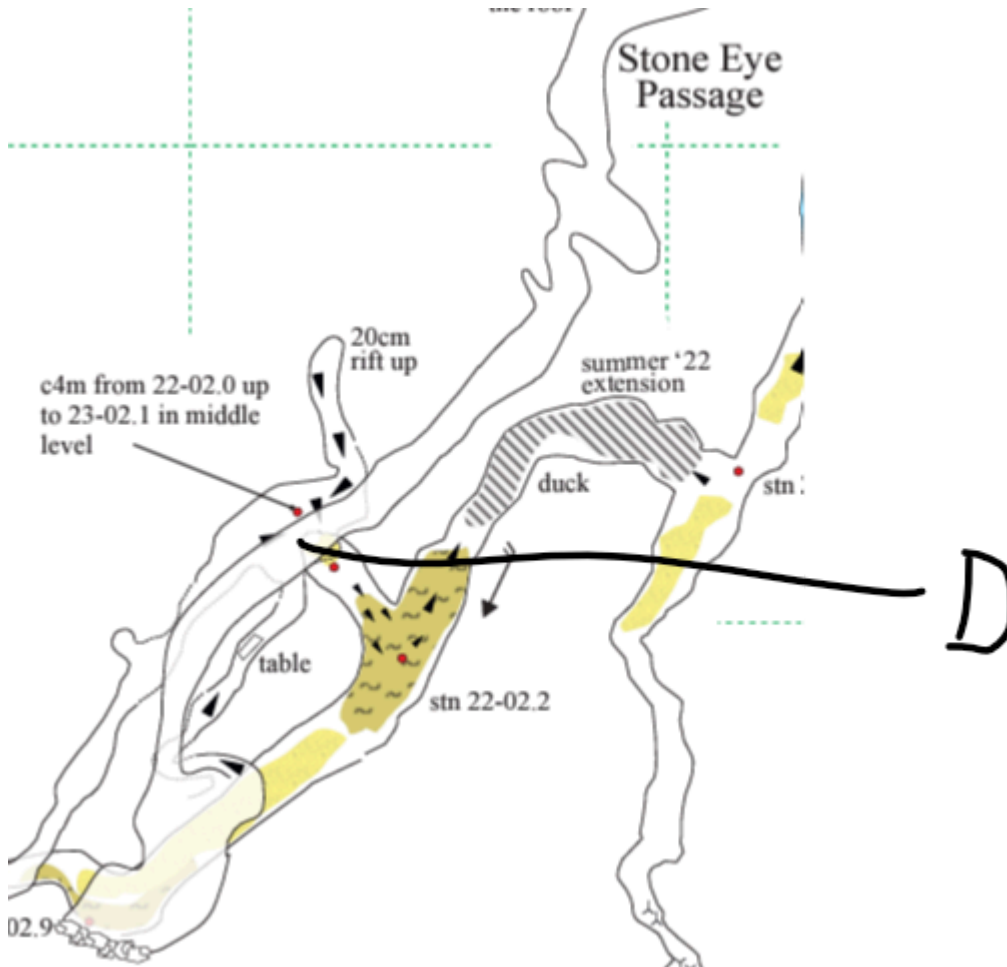 Stone Eye
Passage
20cm
rift up
summer ‘22
extension
c4m from 22-02.0 up
to 23-02.1 in middle
level
duck
stn
D
table
stn 22-02.2
02.9